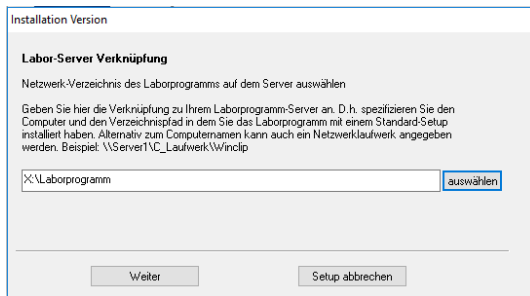 Installation Version
Labor-Server Verknüpfung
Netzwerk-Verzeichnis des Laborprogramms auf dem Server auswählen
Geben Sie hier die Verknüpfung zu Ihrem Laborprogramm-Server an. D.h. spezifizieren Sie den
Computer und den Verzeichnispfad in dem Sie das Laborprogramm mit einem Standard-Setup
installiert haben. Alternativ zum Computernamen kann auch ein Netzwerklaufwerk angegeben
werden. Beispiel: \\Server1\C_Laufwerk\Winclip
X:\Laborprogramm
auswählen
Weiter
Setup abbrechen